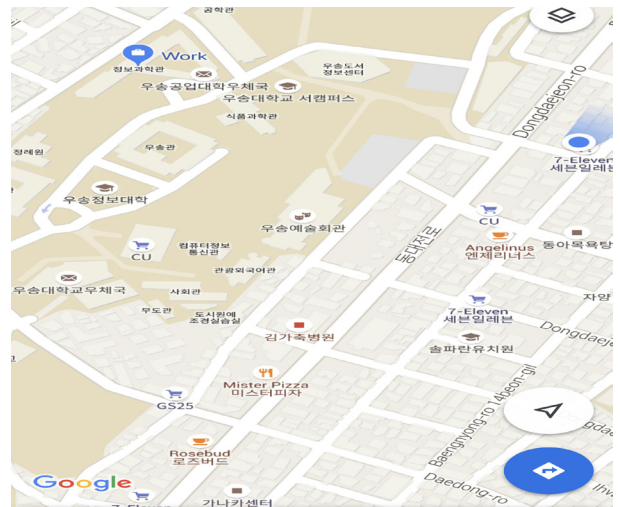 공학관
Work
정보과학관
우송도서
정보센터
우송공업대학우체국
우송대학교 서캠퍼스
식품과학관
Dongdaejeon-ro
7-Eleven
세븐일레븐
정례원
우송관
우송정보대학
CU
우송예술회관
동대전로
Angelinus
엔제리너스
동아목욕탕
컴퓨터정보
통신관
CU
관광외국어관
우송대학교우체국
사회관
무도관
도시원예
조경실습실
7-Eleven
세븐일레븐
자양
김가축병원
Dongdaeje
솔파란유치원
Mister Pizza
미스터피자
GS25
Baengnyong-ro 14beon-gil
Rosebud
로즈버드
Google
Daedong-ro
가나카센터
7-Eleven